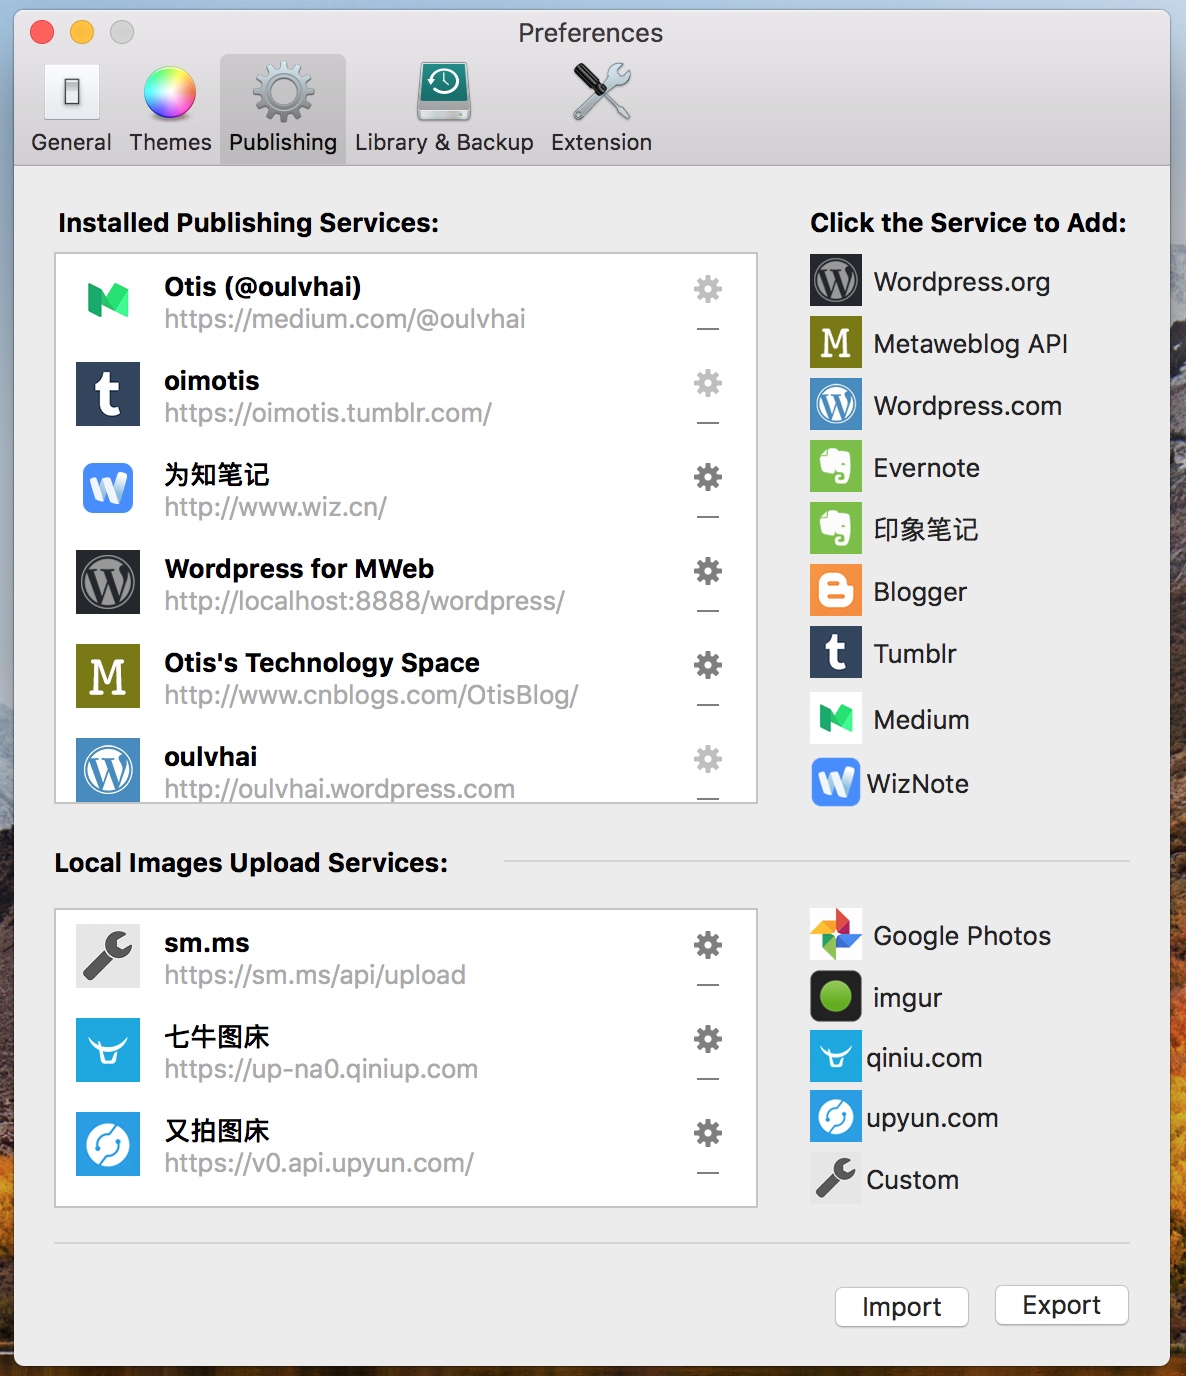 Preferences
General
Themes
Publishing
Library & Backup
Extension
Installed Publishing Services:
Otis (@oulvhai)
https://medium.com/@oulvhai
oimotis
https://oimotis.tumblr.com/
为知笔记
http://www.wiz.cn/
Wordpress for MWeb
http://localhost:8888/wordpress/
Otis's Technology Space
http://www.cnblogs.com/OtisBlog/
oulvhai
http://oulvhai.wordpress.com
Click the Service to Add:
Wordpress.org
Metaweblog API
Wordpress.com
Evernote
印象笔记
Blogger
Tumblr
Medium
WizNote
Local Images Upload Services:
sm.ms
https://sm.ms/api/upload
七牛图床
https://up-na0.qiniup.com
又拍图床
https://v0.api.upyun.com/
Google Photos
imgur
qiniu.com
upyun.com
Custom
Import
Export